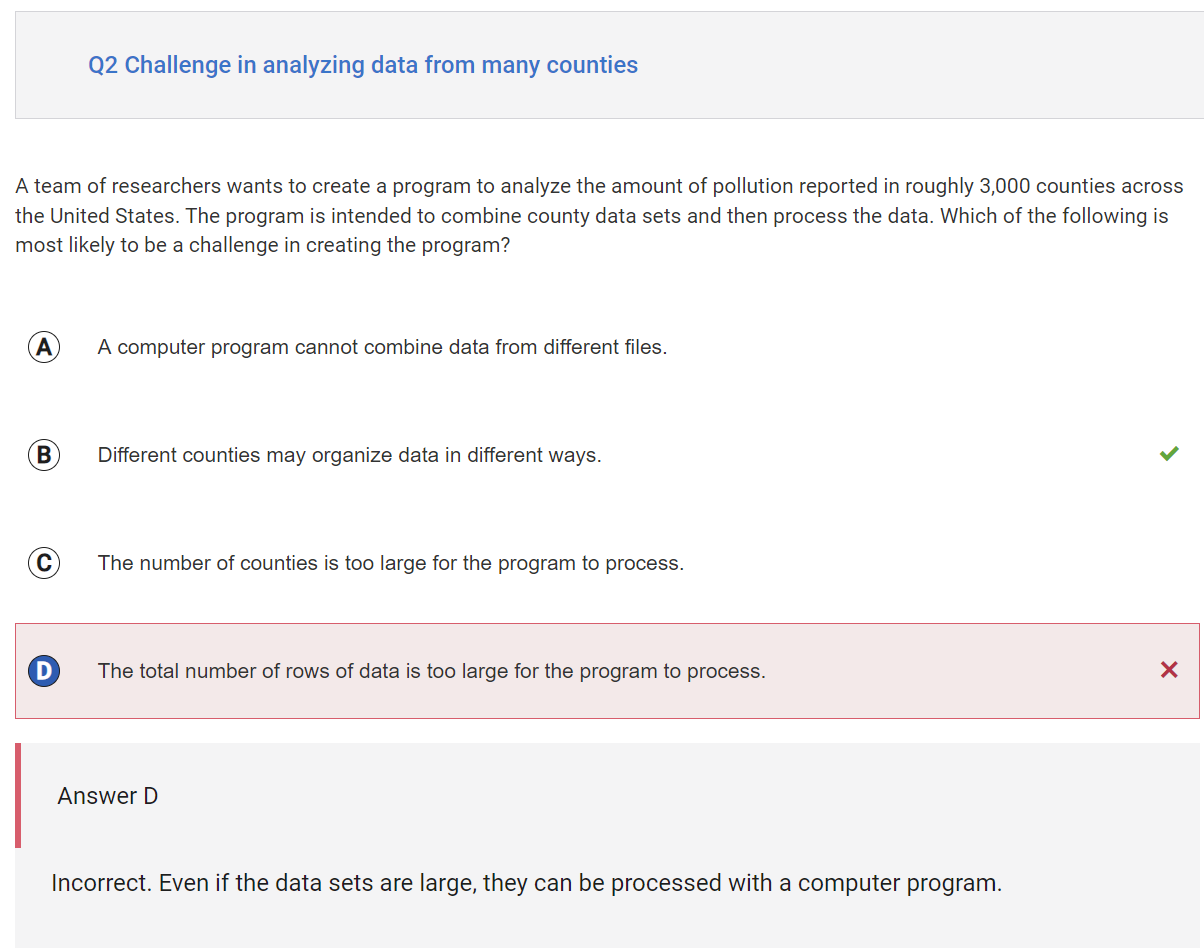 Q2 Challenge in analyzing data from many counties
A team of researchers wants to create a program to analyze the amount of pollution reported in roughly 3,000 counties across
the United States. The program is intended to combine county data sets and then process the data. Which of the following is
most likely to be a challenge in creating the program?
A A computer program cannot combine data from different files.
B Different counties may organize data in different ways.
C The number of counties is too large for the program to process.
D The total number of rows of data is too large for the program to process.
Answer D
Incorrect. Even if the data sets are large, they can be processed with a computer program.